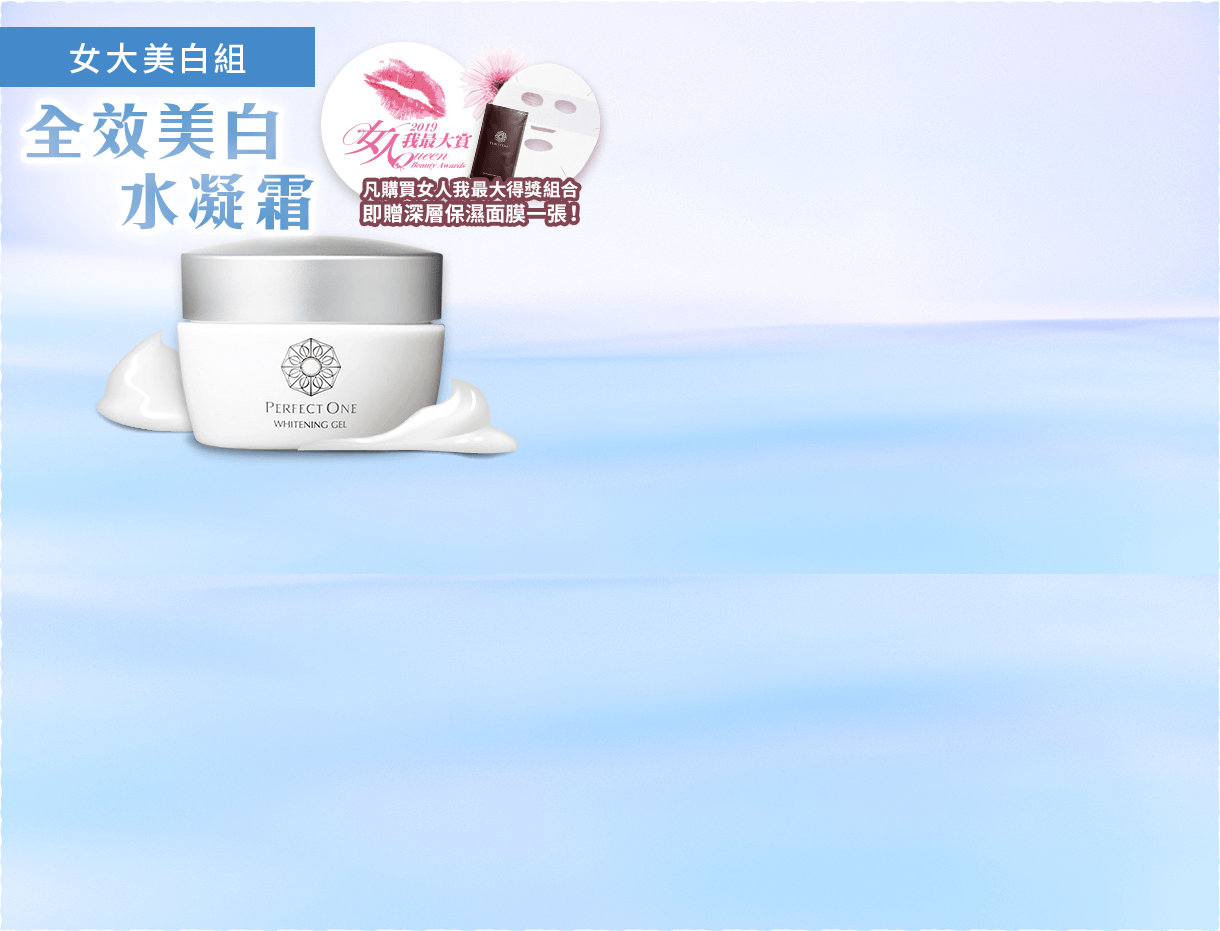 女大美白組
全效美白
水凝霜
2019
女人我最大賞
Queen
Beauty Awards
凡購買女人我最大得獎組合
即贈深層保濕面膜一張!
PERFECT ONE
WHITENING GEL